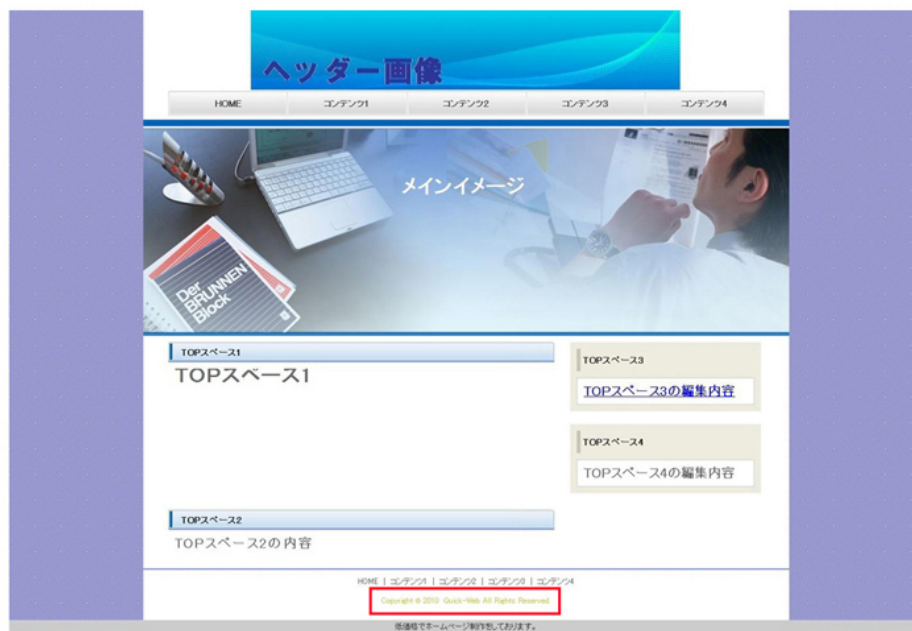 ヘッダー画像
HOME コンテンツ1 コンテンツ2 コンテンツ3 コンテンツ4
メインイメージ
Der
BRUNNEN
Block
TOPスペース1
TOPスペース1
TOPスペース3
TOPスペース3の編集内容
TOPスペース4
TOPスペース4の編集内容
TOPスペース2
TOPスペース2の内容
HOME | コンテンツ1 | コンテンツ2 | コンテンツ3 | コンテンツ4
Copyright © 2010 Quick-Web All Rights Reserved.
低価格でホームページ制作をしております。